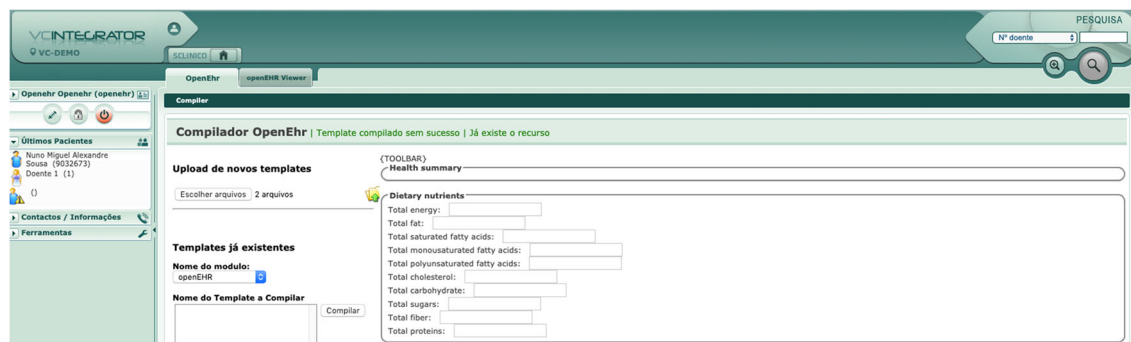 VCINTEGRATOR
VC-DEMO
SCLINICO
PESQUISA
Nº doente
OpenEhr
openEHR Viewer
Openehr Openehr (openehr)
Compiler
Últimos Pacientes
Nuno Miguel Alexandre
Sousa (9032673)
Doente 1 (1)
()
Contactos / Informações
Ferramentas
Compilador OpenEhr | Template compilado sem sucesso | Já existe o recurso
Upload de novos templates
Escolher arquivos 2 arquivos
Templates já existentes
Nome do modulo:
openEHR
Nome do Template a Compilar
Compilar
{TOOLBAR}
Health summary
Dietary nutrients
Total energy:
Total fat:
Total saturated fatty acids:
Total monousaturated fatty acids:
Total polyunsaturated fatty acids:
Total cholesterol:
Total carbohydrate:
Total sugars:
Total fiber:
Total proteins: